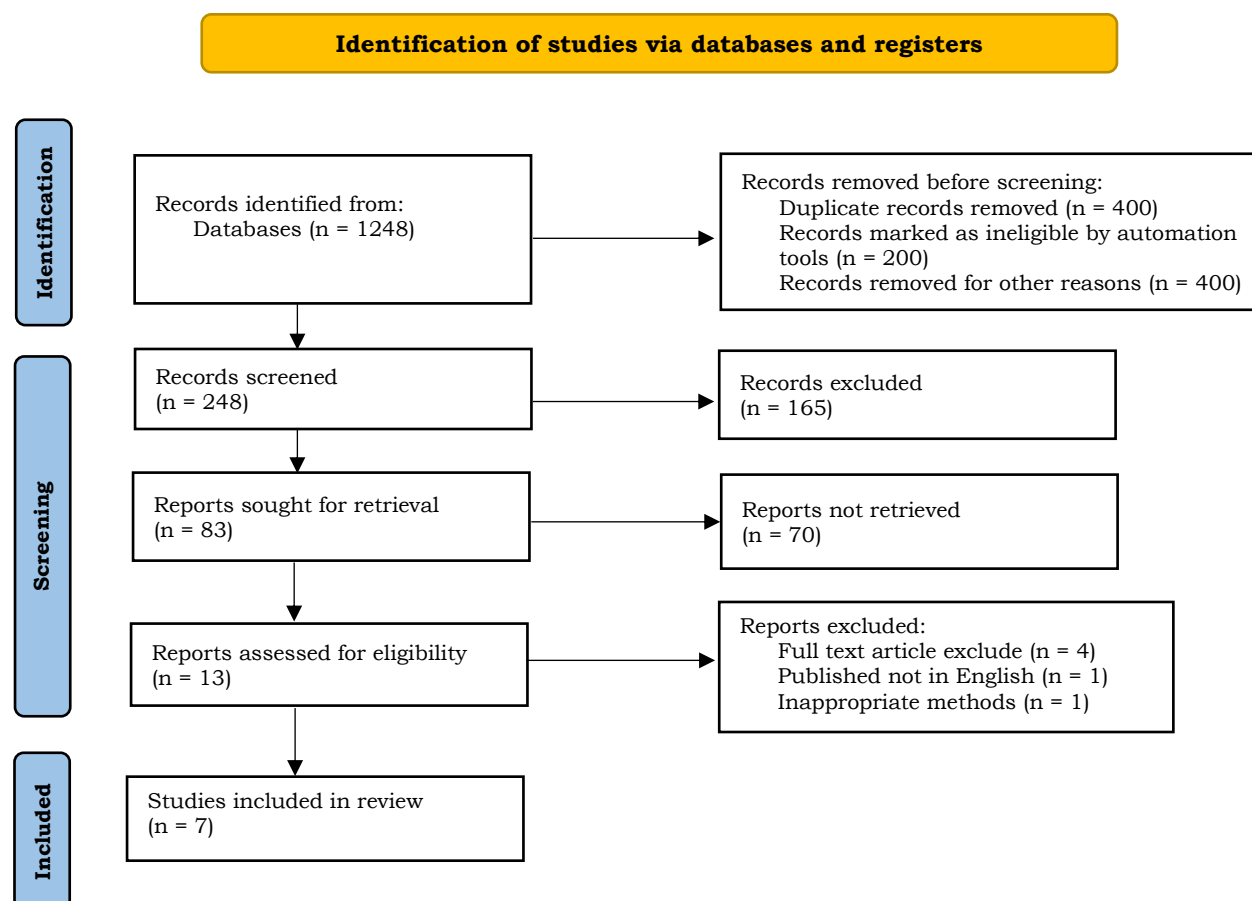 Identification of studies via databases and registers
Identification
Records identified from:
Databases (n = 1248)
Records removed before screening:
Duplicate records removed (n = 400)
Records marked as ineligible by automation
tools (n = 200)
Records removed for other reasons (n = 400)
Screening
Records screened
(n = 248)
Records excluded
(n = 165)
Reports sought for retrieval
(n = 83)
Reports not retrieved
(n = 70)
Reports assessed for eligibility
(n = 13)
Reports excluded:
Full text article exclude (n = 4)
Published not in English (n = 1)
Inappropriate methods (n = 1)
Included
Studies included in review
(n = 7)